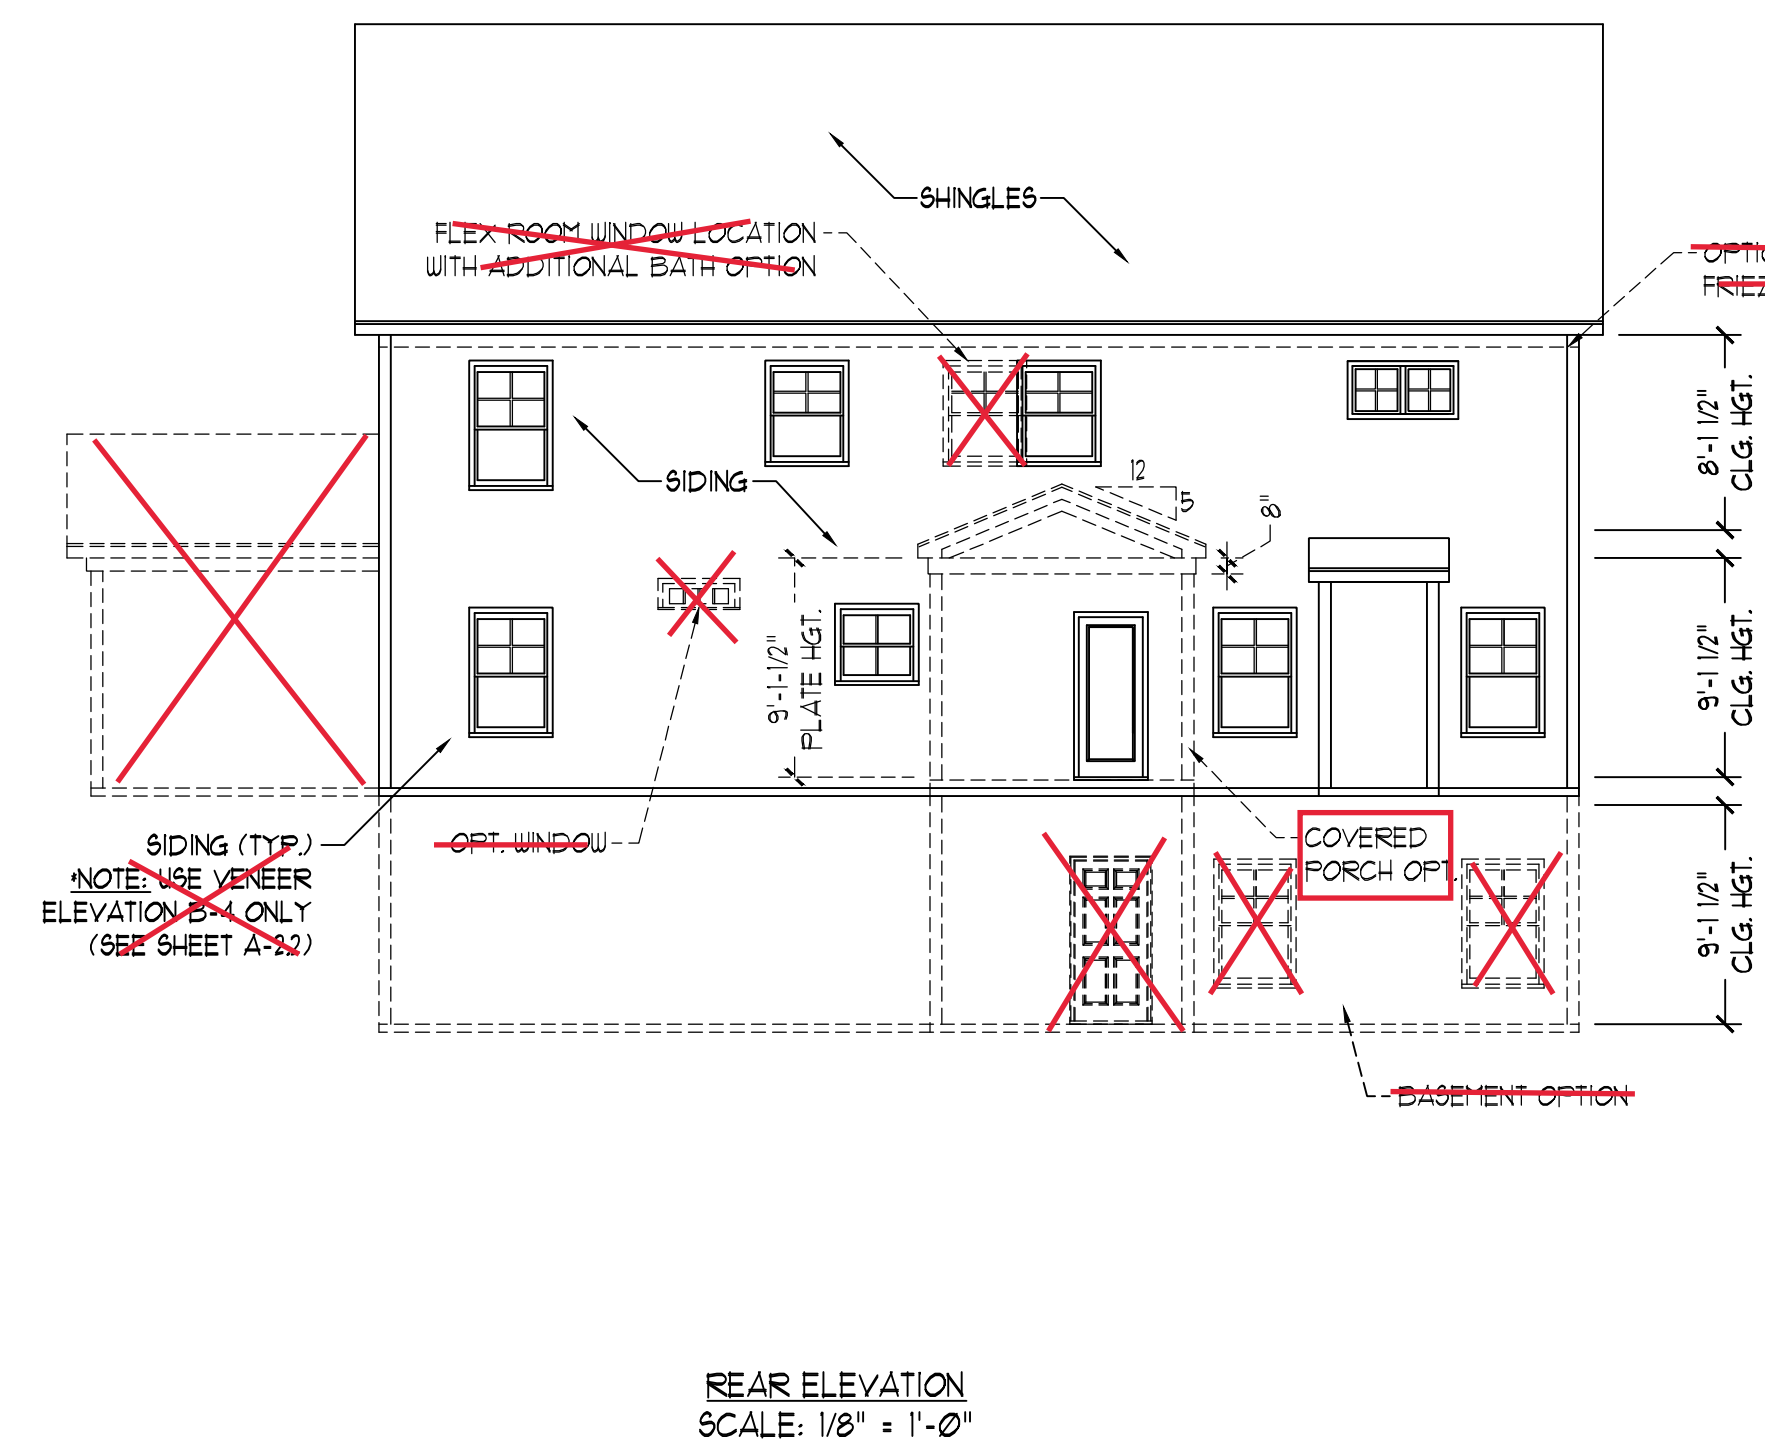 SHINGLES
FLEX ROOM WINDOW LOCATION
WITH ADDITIONAL BATH OPTION
8'-1 1/2"
CLG. HGT.
SIDING
12
5
8"
9'-1-1/2"
PLATE HGT.
9'-1 1/2"
CLG. HGT.
OPT. WINDOW
SIDING (TYP.)
*NOTE: USE VENEER
ELEVATION B-4 ONLY
(SEE SHEET A-2.2)
COVERED
PORCH OPT.
9'-1 1/2"
CLG. HGT.
BASEMENT OPTION
REAR ELEVATION
SCALE: 1/8" = 1'-0"